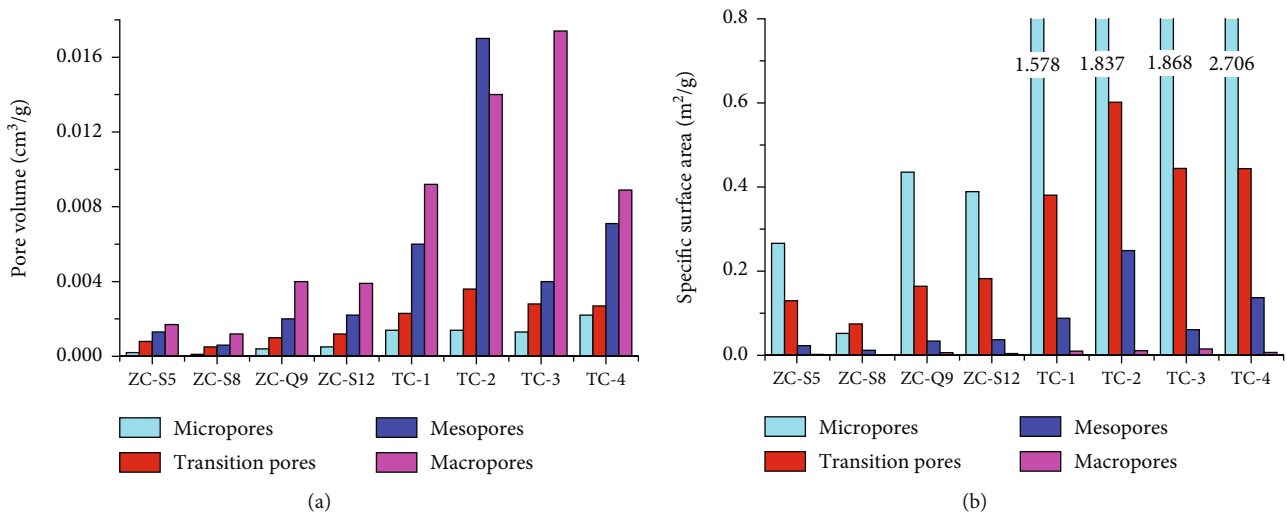 Pore volume (cm³/g)
0.016
0.012
0.008
0.004
0.000
ZC-S5 ZC-S8 ZC-Q9 ZC-S12 TC-1 TC-2 TC-3 TC-4
Micropores Mesopores
Transition pores Macropores
(a)
Specific surface area (m²/g)
0.8
0.6
0.4
0.2
0.0
1.578 1.837 1.868 2.706
ZC-S5 ZC-S8 ZC-Q9 ZC-S12 TC-1 TC-2 TC-3 TC-4
Micropores Mesopores
Transition pores Macropores
(b)